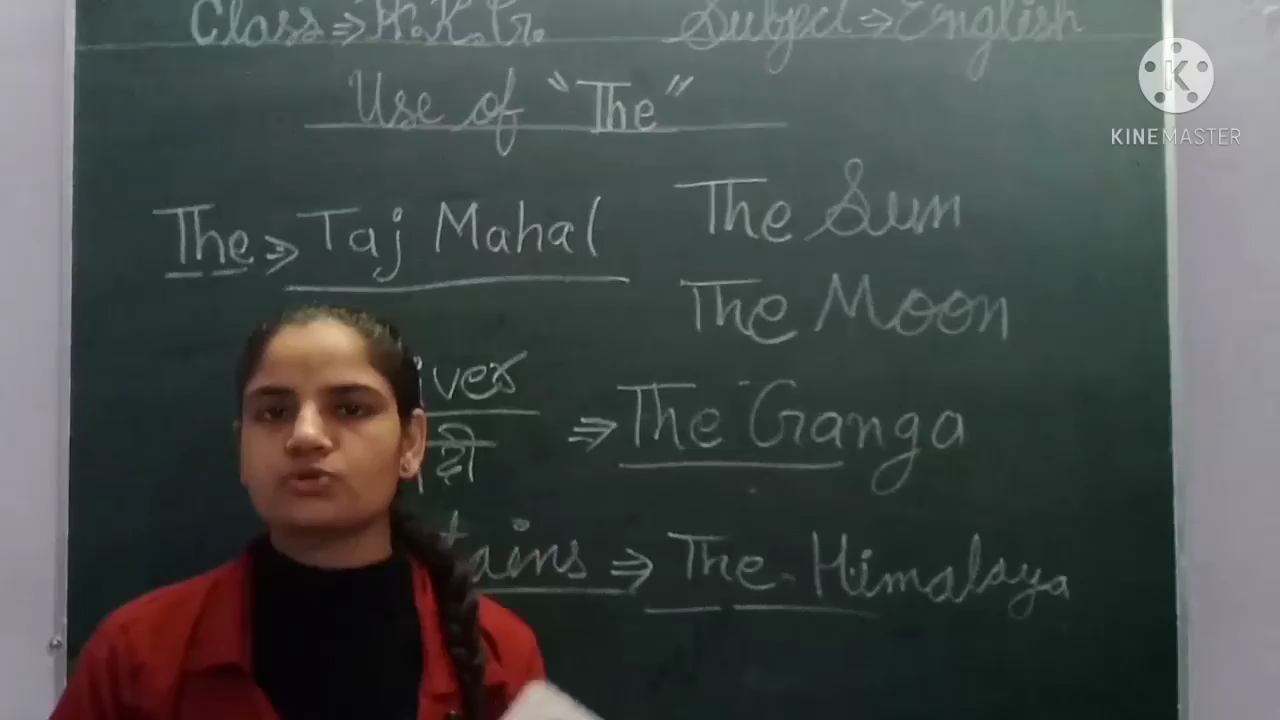 Class ⇒ H.K.G. Subject ⇒ English
Use of "The"
The ⇒ Taj Mahal
The Sun
The Moon
⇒ The Ganga
⇒ The Himalaya
KINEMASTER